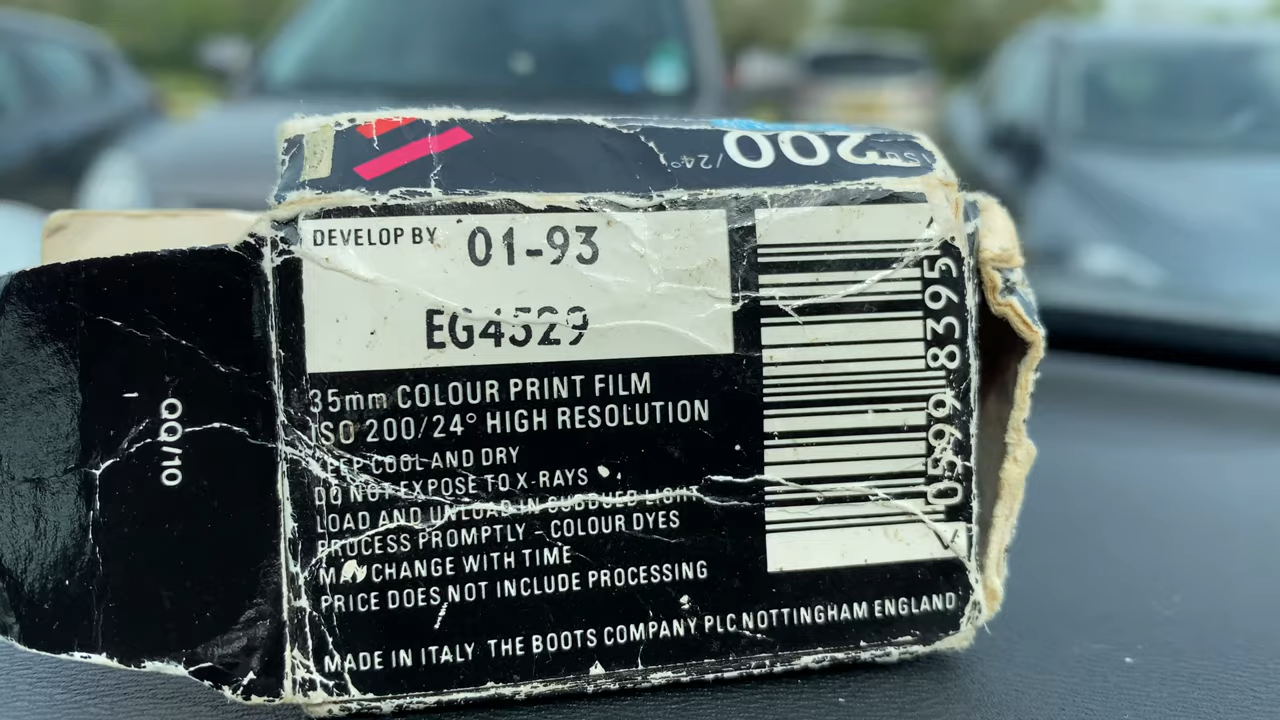 ISO 200/24°
DEVELOP BY 01-93
EG4529
35mm COLOUR PRINT FILM
ISO 200/24° HIGH RESOLUTION
KEEP COOL AND DRY
DO NOT EXPOSE TO X-RAYS
LOAD AND UNLOAD IN SUBDUED LIGHT
PROCESS PROMPTLY - COLOUR DYES
MAY CHANGE WITH TIME
PRICE DOES NOT INCLUDE PROCESSING
MADE IN ITALY THE BOOTS COMPANY PLC NOTTINGHAM ENGLAND
<0599 8395
QQ/10